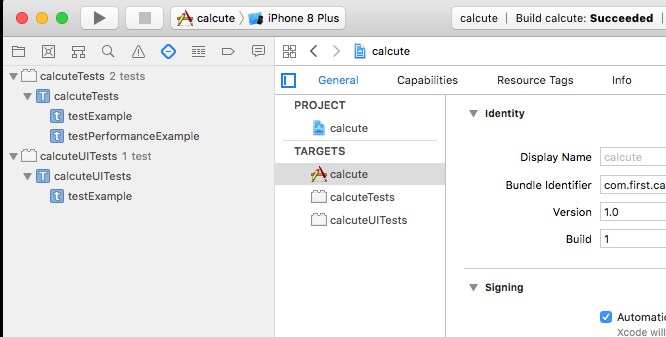 calcute iPhone 8 Plus
calcute | Build calcute: Succeeded |
calcute
calcuteTests 2 tests
calcuteTests
testExample
testPerformanceExample
calcuteUITests 1 test
calcuteUITests
testExample
General Capabilities Resource Tags Info
PROJECT
calcute
TARGETS
calcute
calcuteTests
calcuteUITests
Identity
Display Name calcute
Bundle Identifier com.first.ca
Version 1.0
Build 1
Signing
Automatic
Xcode will